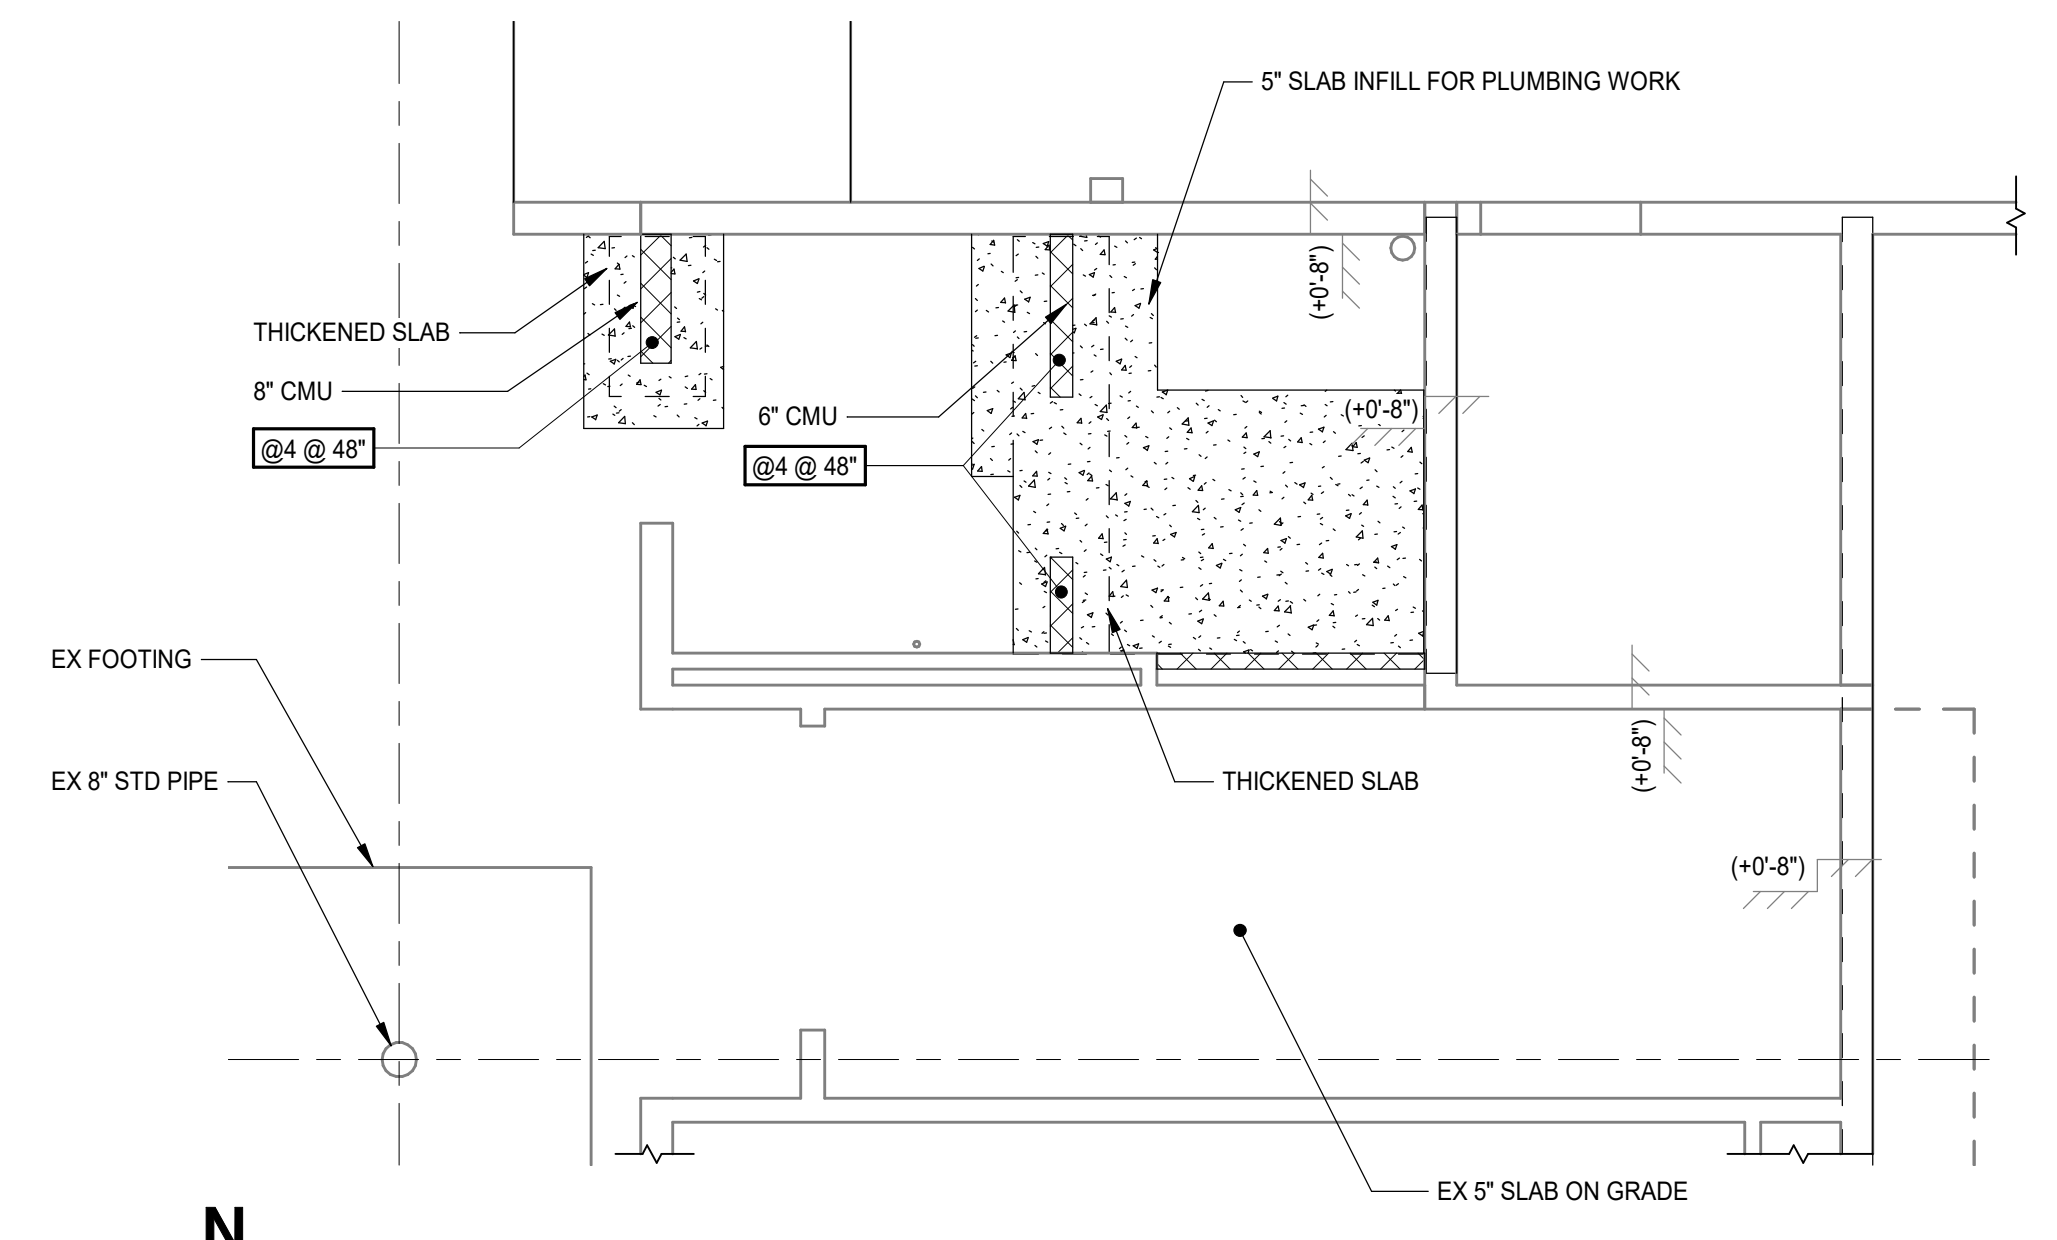 5" SLAB INFILL FOR PLUMBING WORK
(+0'-8")
THICKENED SLAB
8" CMU
@4 @ 48"
6" CMU
@4 @ 48"
(+0'-8")
EX FOOTING
EX 8" STD PIPE
THICKENED SLAB
(+0'-8")
(+0'-8")
EX 5" SLAB ON GRADE
N